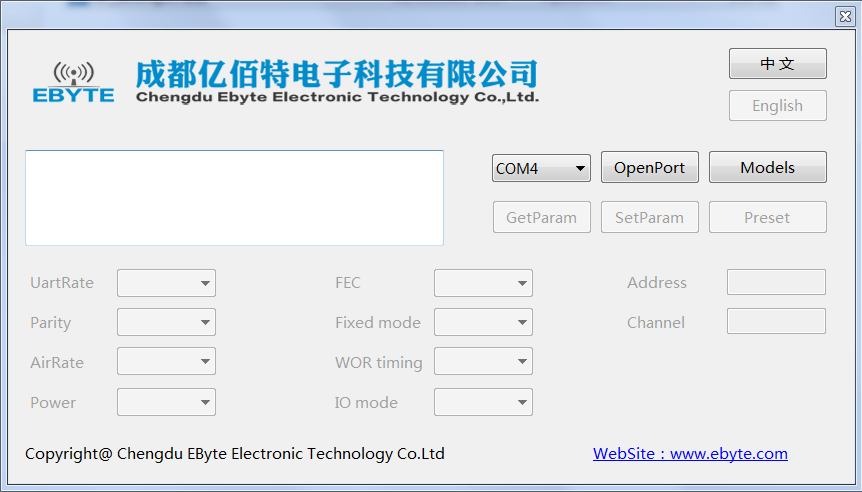 EBYTE
成都亿佰特电子科技有限公司
Chengdu Ebyte Electronic Technology Co.,Ltd.
中 文
English
COM4 OpenPort Models
GetParam SetParam Preset
UartRate FEC Address
Parity Fixed mode Channel
AirRate WOR timing
Power IO mode
Copyright@ Chengdu EByte Electronic Technology Co.Ltd WebSite：www.ebyte.com